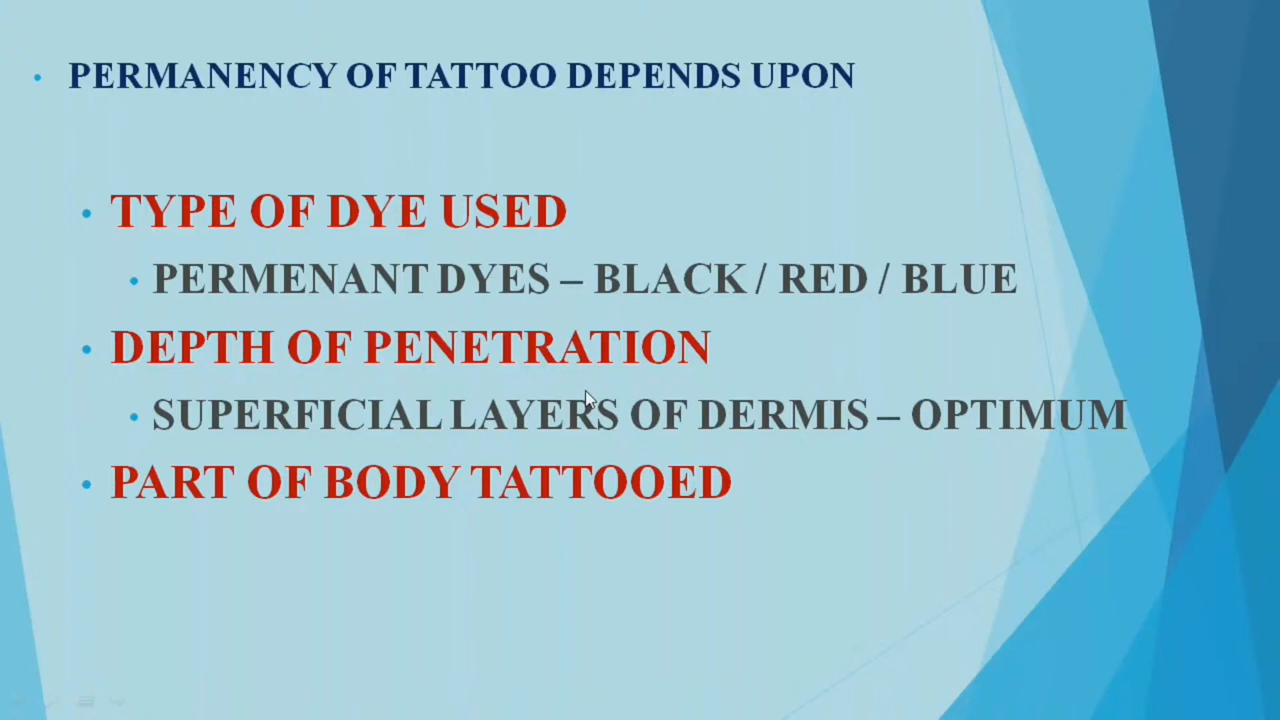 PERMANENCY OF TATTOO DEPENDS UPON
TYPE OF DYE USED
PERMENANT DYES – BLACK / RED / BLUE
DEPTH OF PENETRATION
SUPERFICIAL LAYERS OF DERMIS – OPTIMUM
PART OF BODY TATTOOED